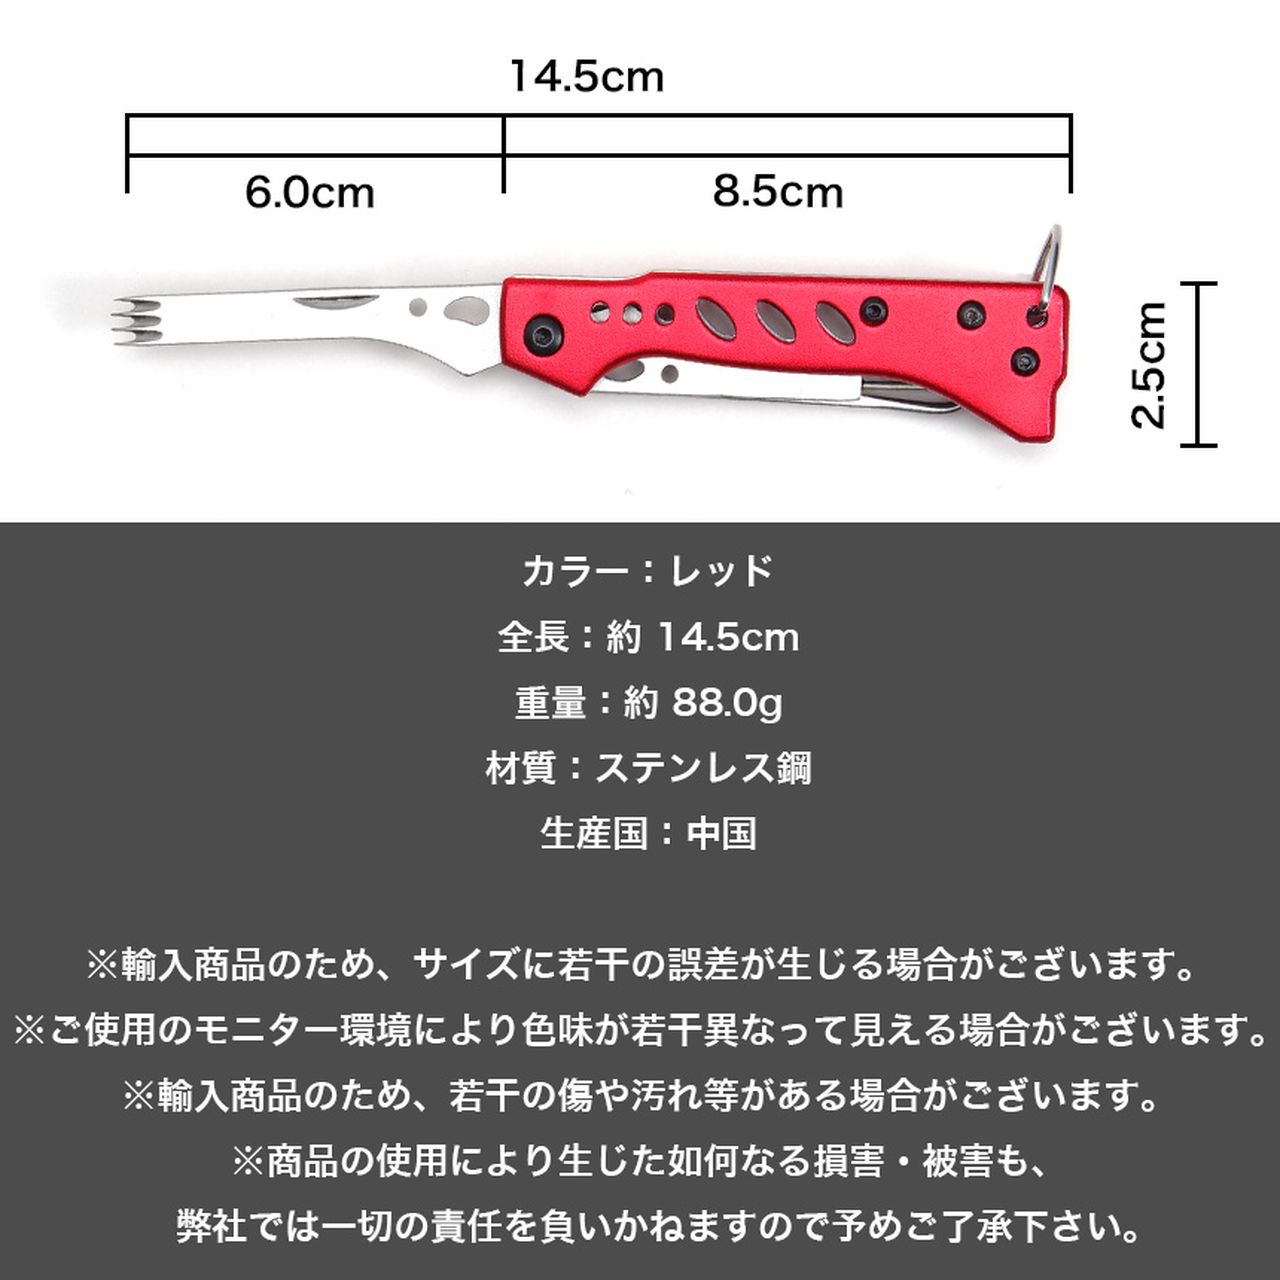 14.5cm
6.0cm
8.5cm
2.5cm
カラー：レッド
全長：約 14.5cm
重量：約 88.0g
材質：ステンレス鋼
生産国：中国
※輸入商品のため、サイズに若干の誤差が生じる場合がございます。
※ご使用のモニター環境により色味が若干異なって見える場合がございます。
※輸入商品のため、若干の傷や汚れ等がある場合がございます。
※商品の使用により生じた如何なる損害・被害も、
弊社では一切の責任を負いかねますので予めご了承下さい。